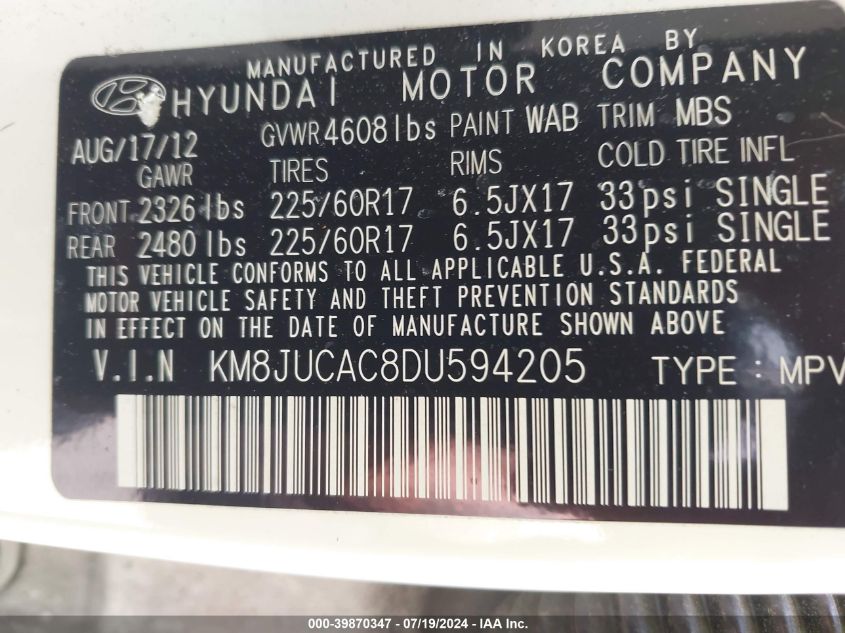 MANUFACTURED IN KOREA BY
HYUNDAI MOTOR COMPANY
AUG/17/12 GVWR 4608 lbs PAINT WAB TRIM MBS
GAWR TIRES RIMS COLD TIRE INFL
FRONT 2326 lbs 225/60R17 6.5JX17 33psi SINGLE
REAR 2480 lbs 225/60R17 6.5JX17 33psi SINGLE
THIS VEHICLE CONFORMS TO ALL APPLICABLE U.S.A. FEDERAL
MOTOR VEHICLE SAFETY AND THEFT PREVENTION STANDARDS
IN EFFECT ON THE DATE OF MANUFACTURE SHOWN ABOVE
V.I.N KM8JUCAC8DU594205 TYPE : MPV
000-39870347 / 07/19/2024 - IAA Inc.